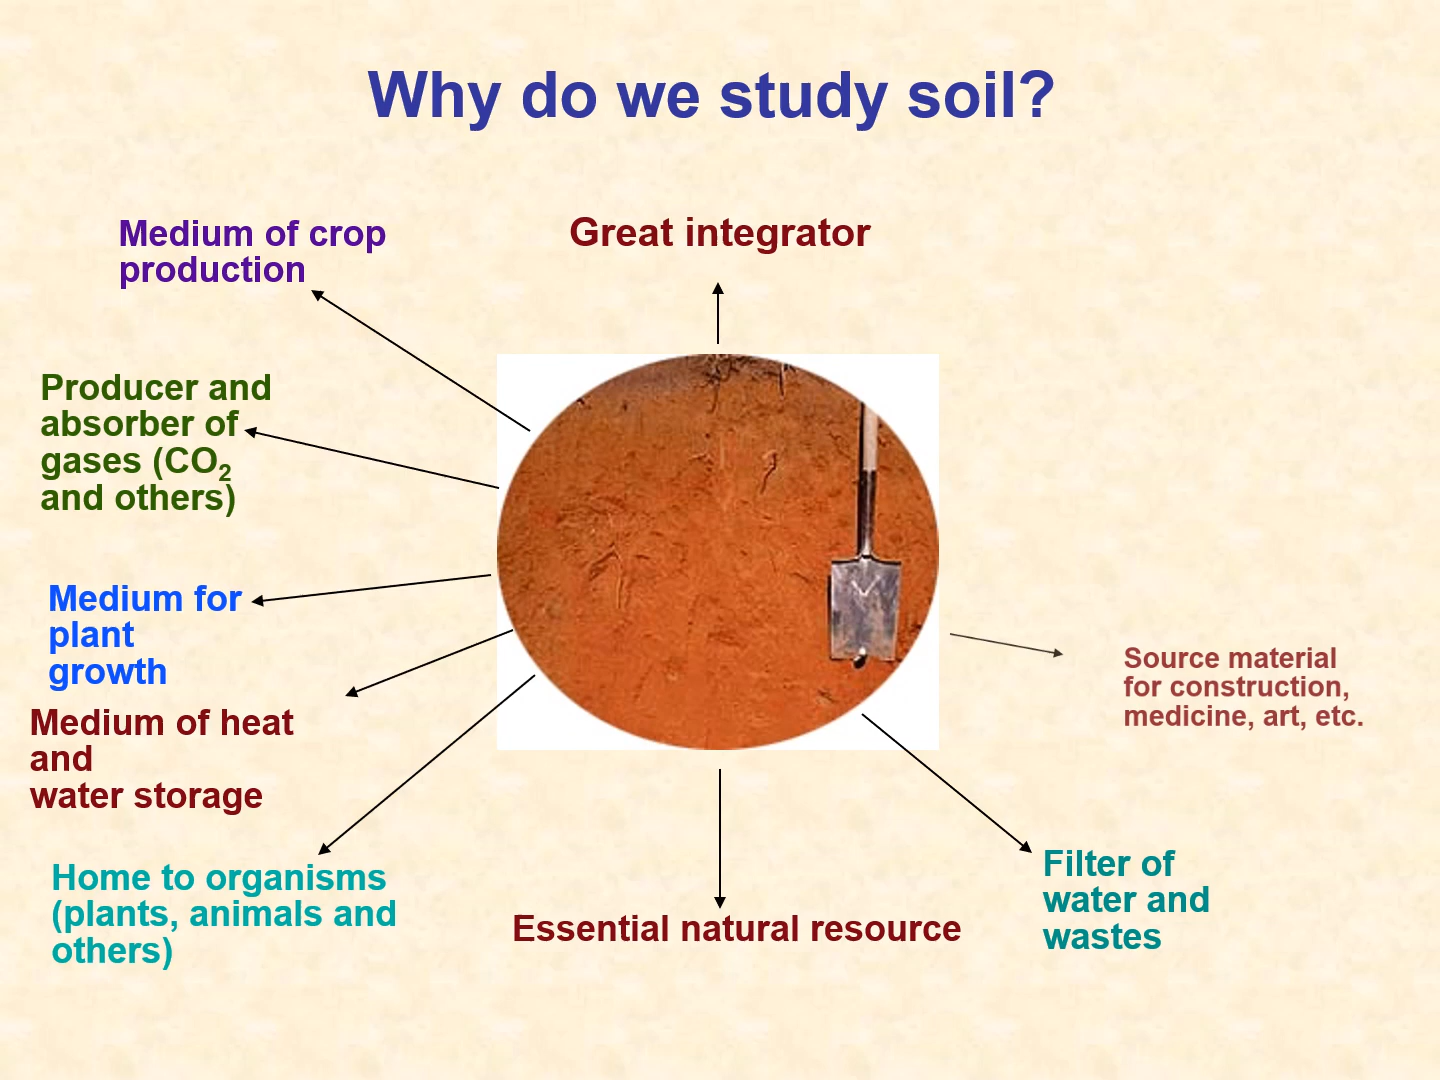 Why do we study soil?
Medium of crop
production
Great integrator
Producer and
absorber of
gases (CO₂
and others)
Medium for
plant
growth
Medium of heat
and
water storage
Home to organisms
(plants, animals and
others)
Essential natural resource
Filter of
water and
wastes
Source material
for construction,
medicine, art, etc.